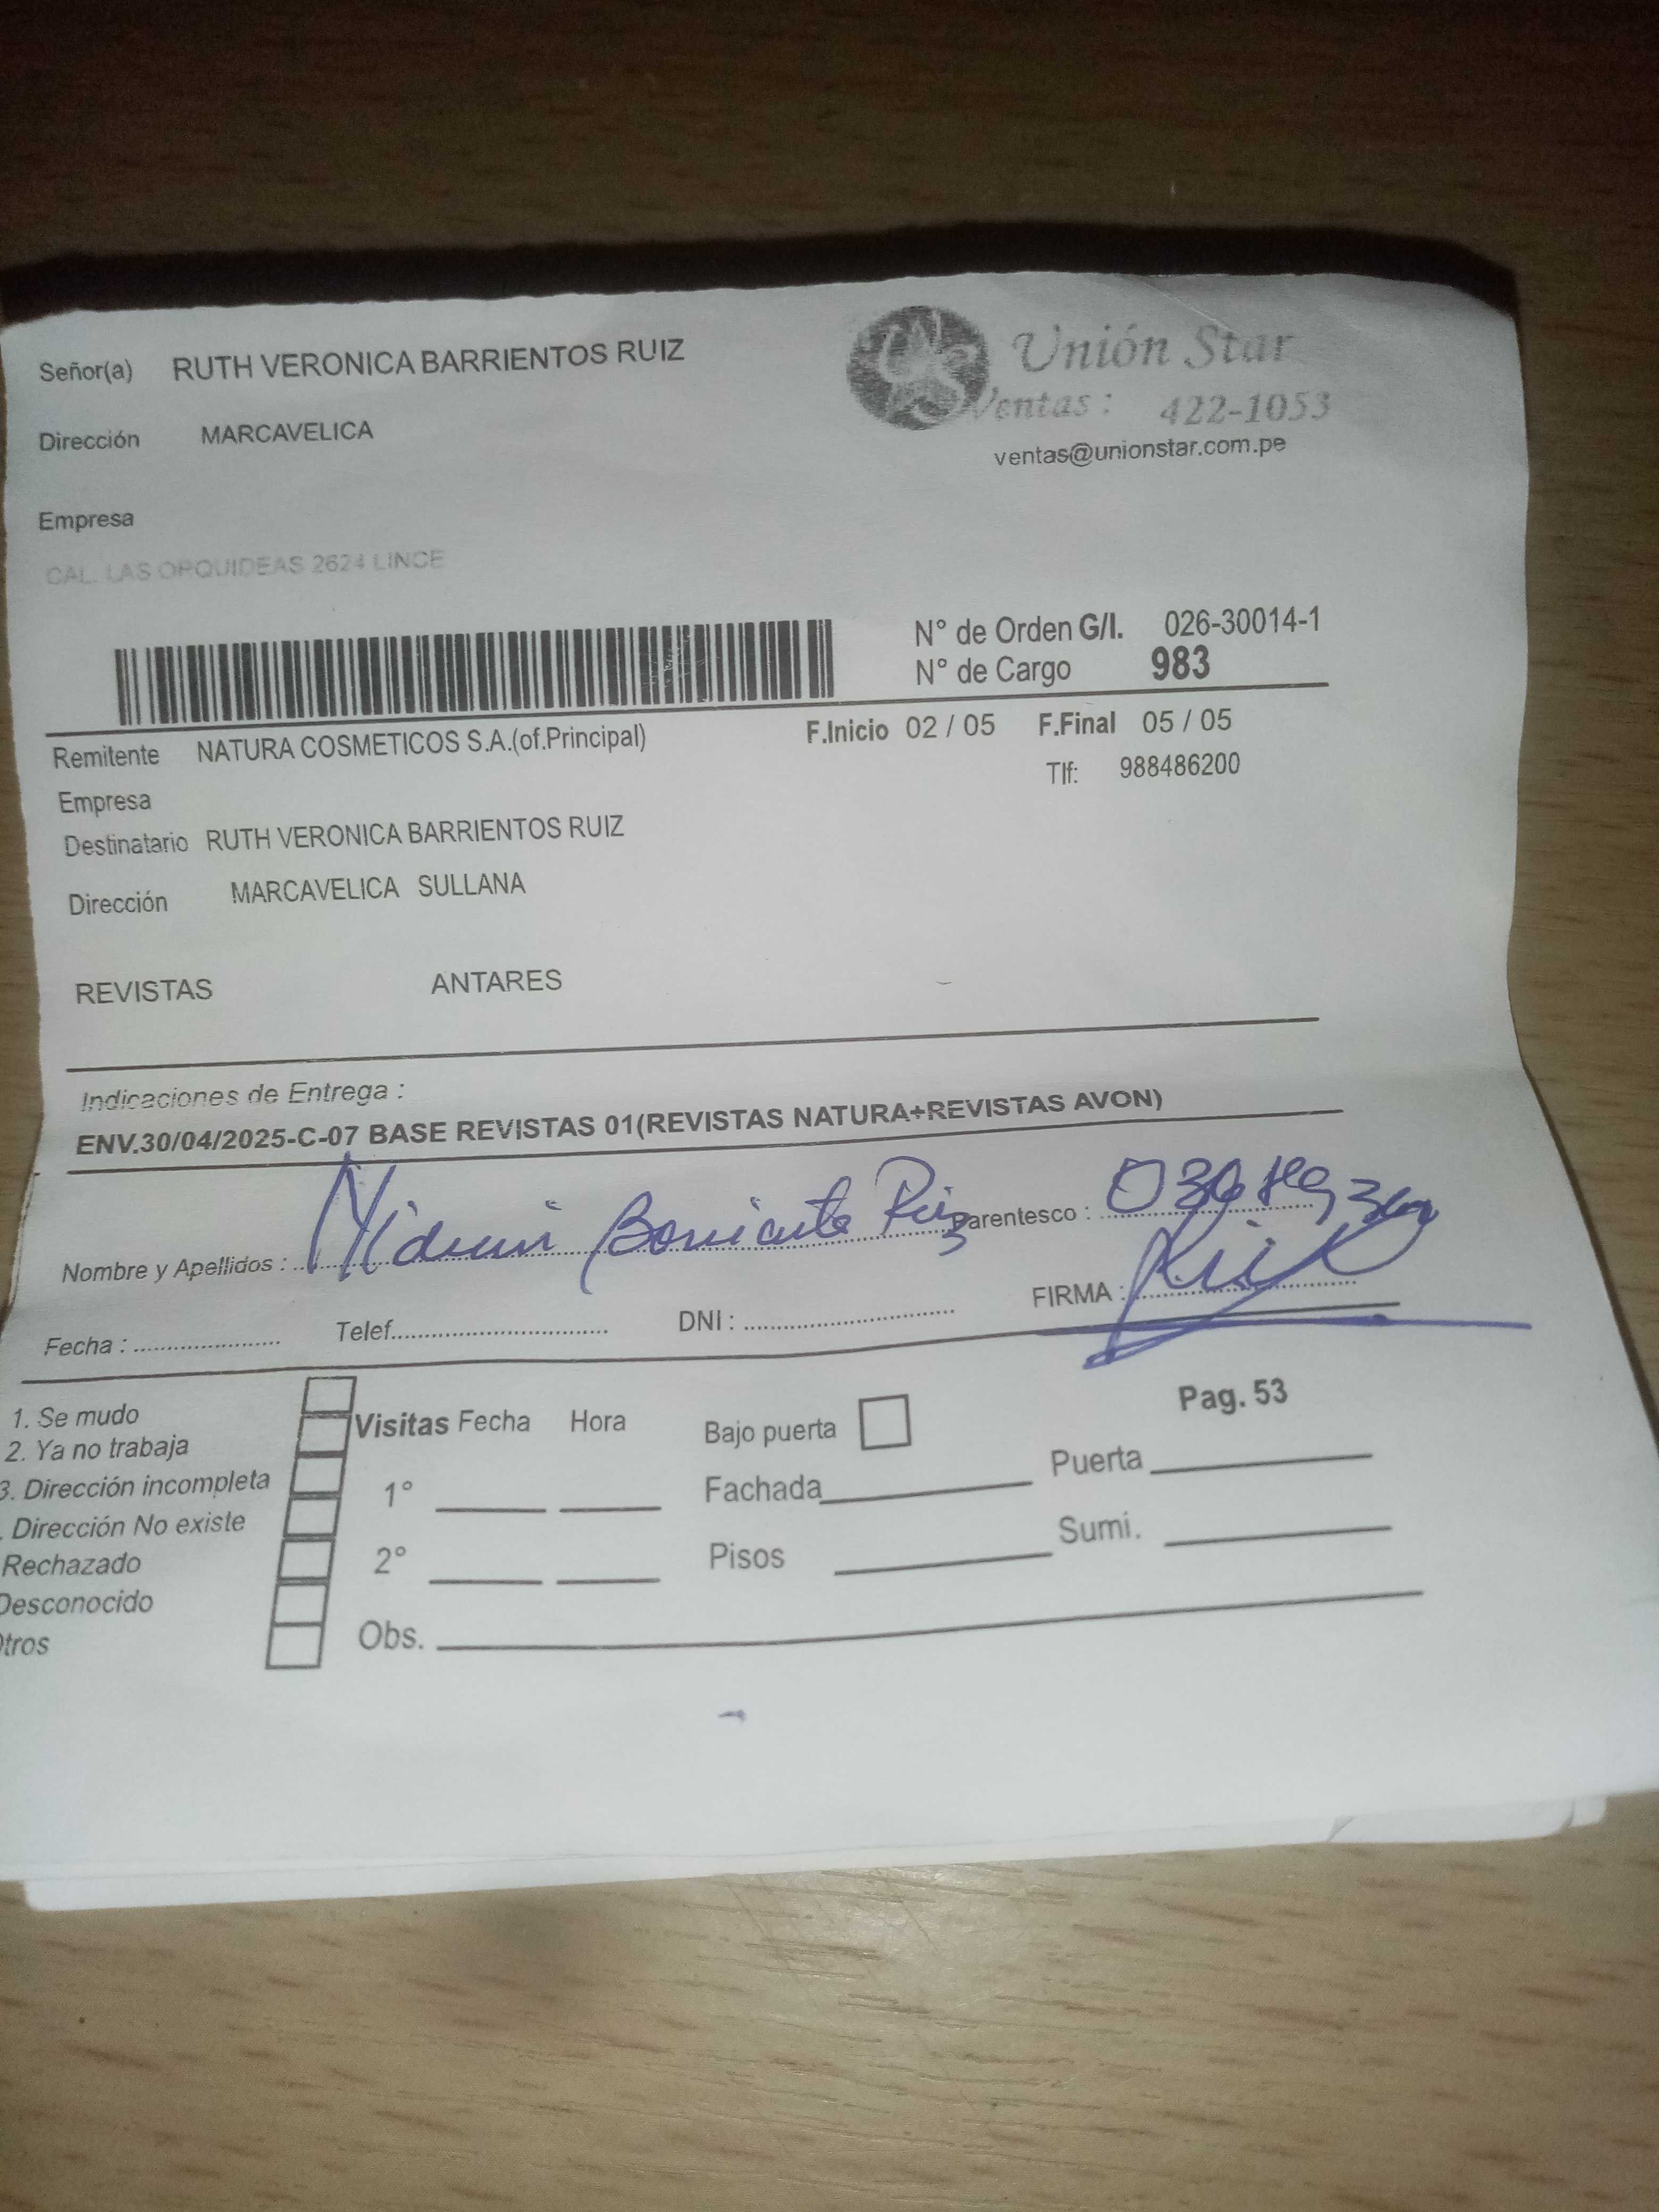 Señor(a) RUTH VERONICA BARRIENTOS RUIZ
Unión Star
Ventas: 422-1053
ventas@unionstar.com.pe
Dirección MARCAVELICA
Empresa
CAL. LAS ORQUIDEAS 2624 LINCE
N° de Orden G/I. 026-30014-1
N° de Cargo 983
Remitente NATURA COSMETICOS S.A.(of.Principal) F.Inicio 02 / 05 F.Final 05 / 05
Tlf: 988486200
Empresa
Destinatario RUTH VERONICA BARRIENTOS RUIZ
Dirección MARCAVELICA SULLANA
REVISTAS ANTARES
Indicaciones de Entrega :
ENV.30/04/2025-C-07 BASE REVISTAS 01(REVISTAS NATURA+REVISTAS AVON)
Nombre y Apellidos : Ruiz Parentesco :
Fecha : Telef. DNI : FIRMA :
1. Se mudo
2. Ya no trabaja
3. Dirección incompleta
. Dirección No existe
Rechazado
Desconocido
Otros
Visitas Fecha Hora
1°
2°
Obs.
Bajo puerta
Fachada
Pisos
Pag. 53
Puerta
Sumi.